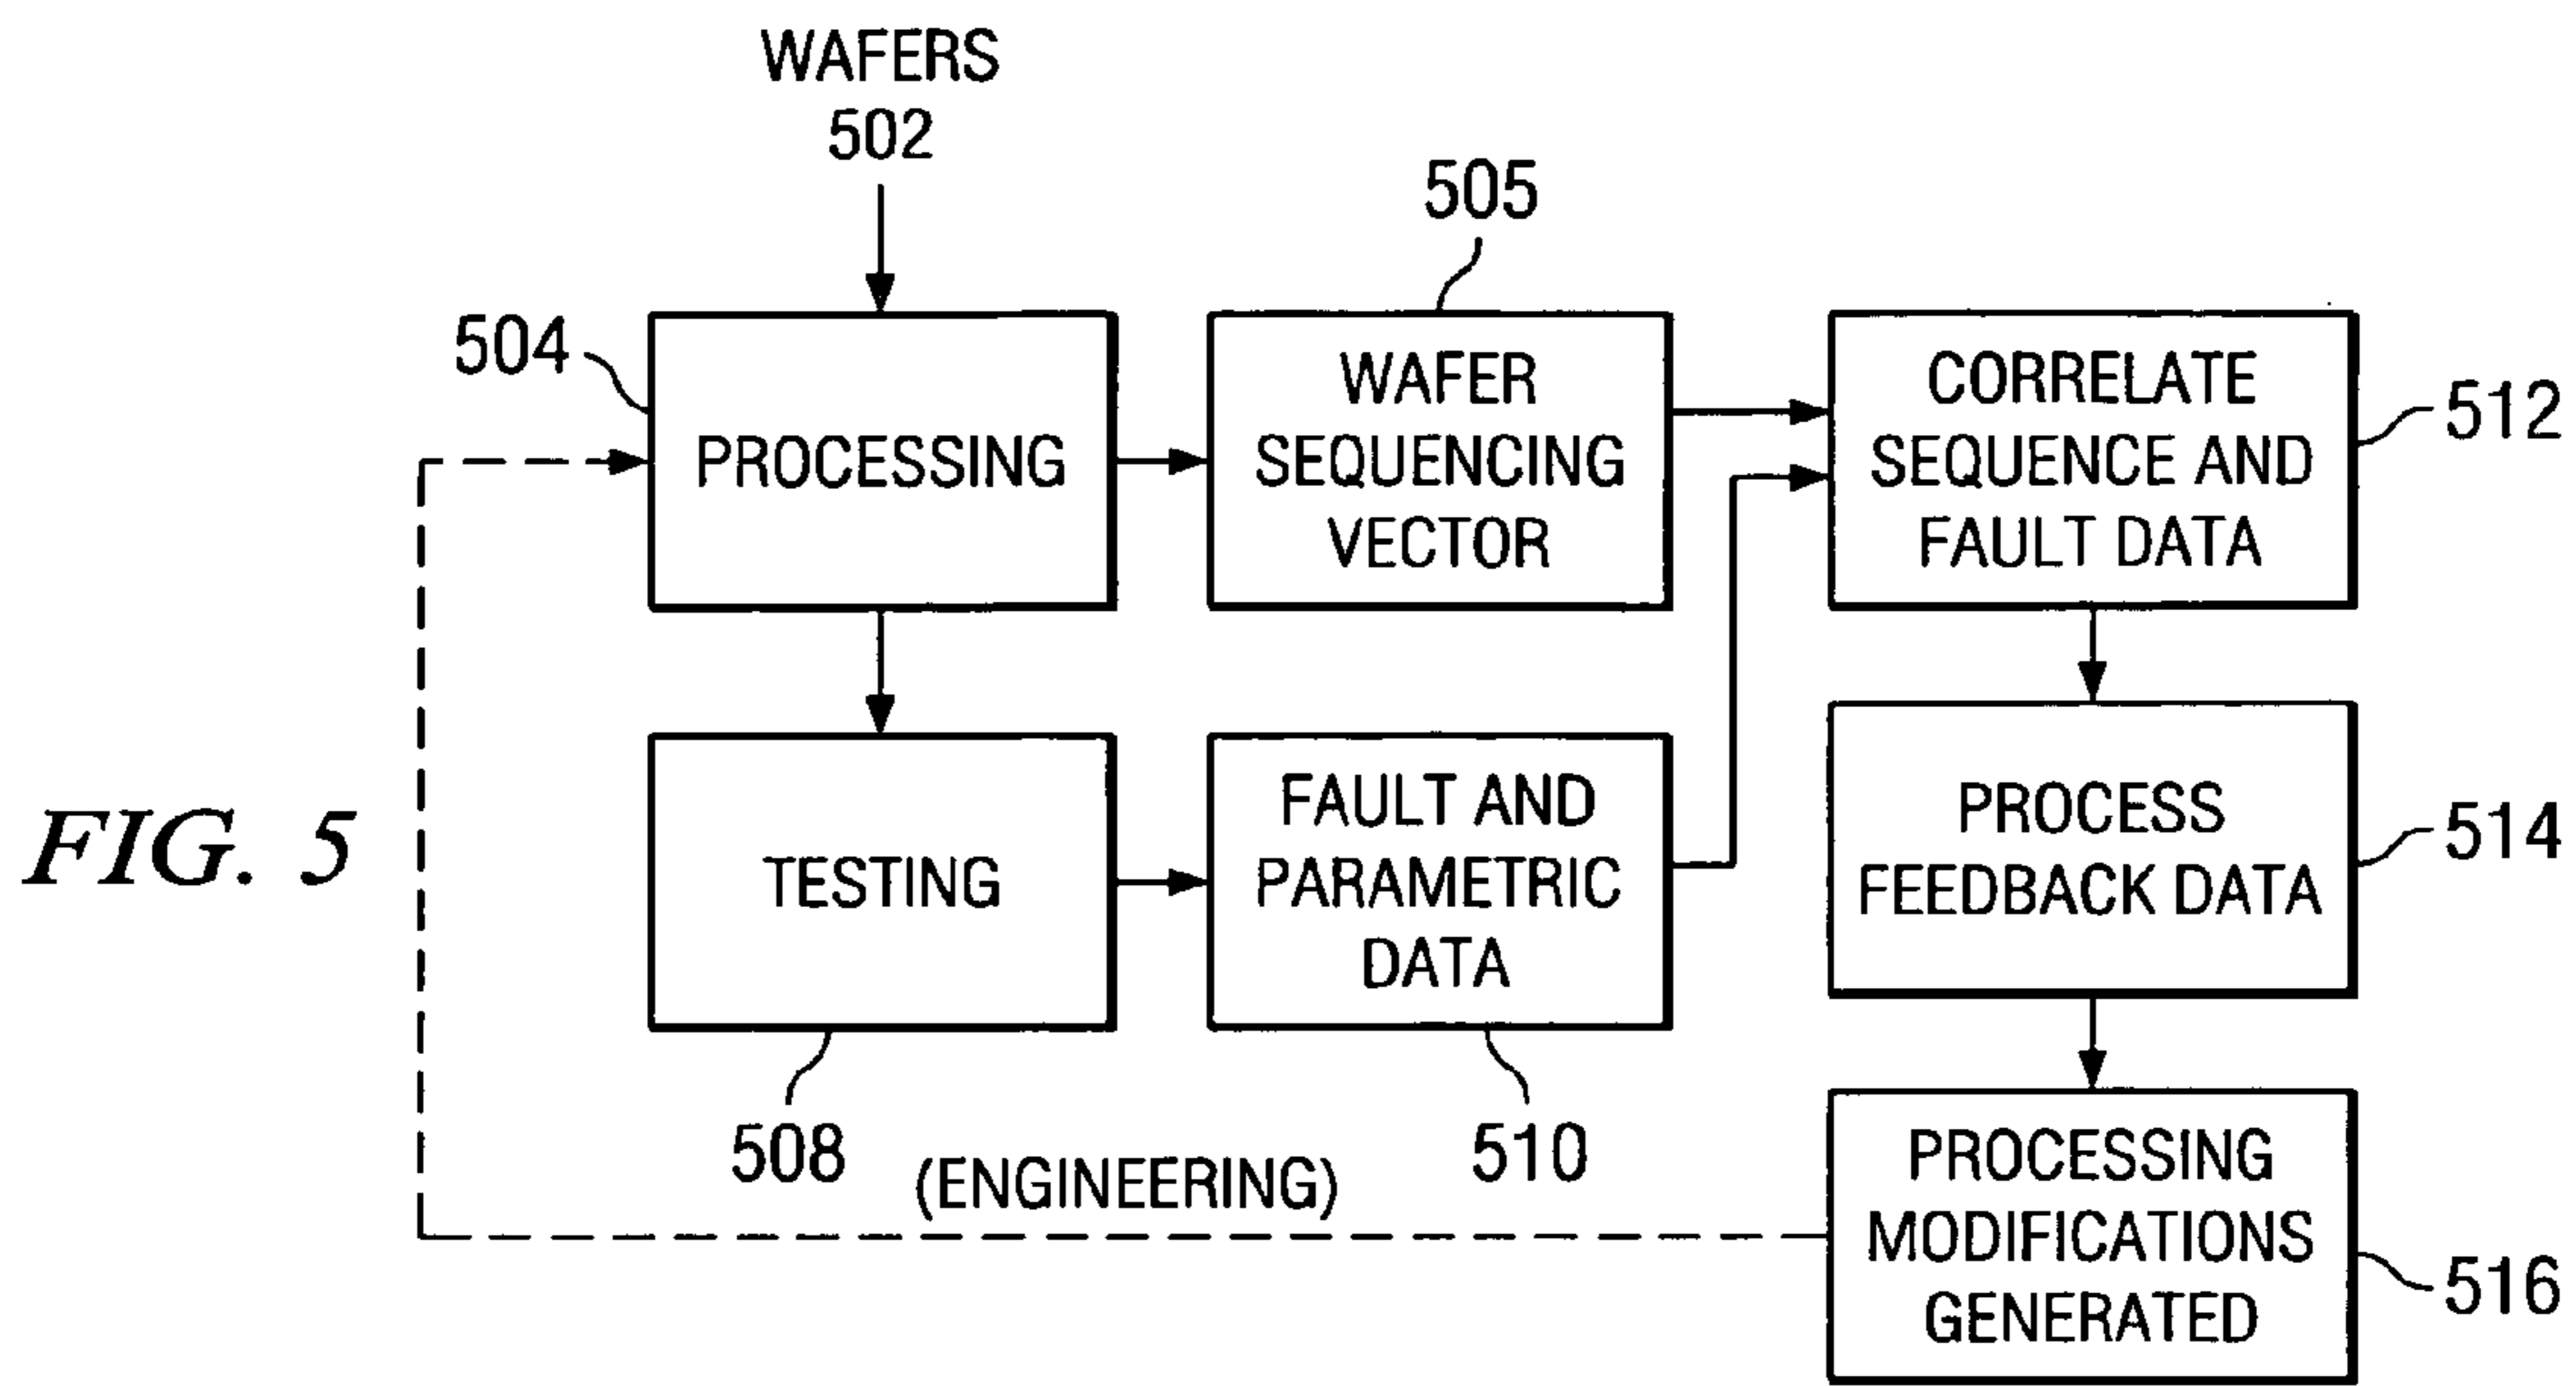 WAFERS
502
505
504
PROCESSING
WAFER
SEQUENCING
VECTOR
CORRELATE
SEQUENCE AND
FAULT DATA
512
FIG. 5
TESTING
508
FAULT AND
PARAMETRIC
DATA
510
PROCESS
FEEDBACK DATA
514
(ENGINEERING)
PROCESSING
MODIFICATIONS
GENERATED
516